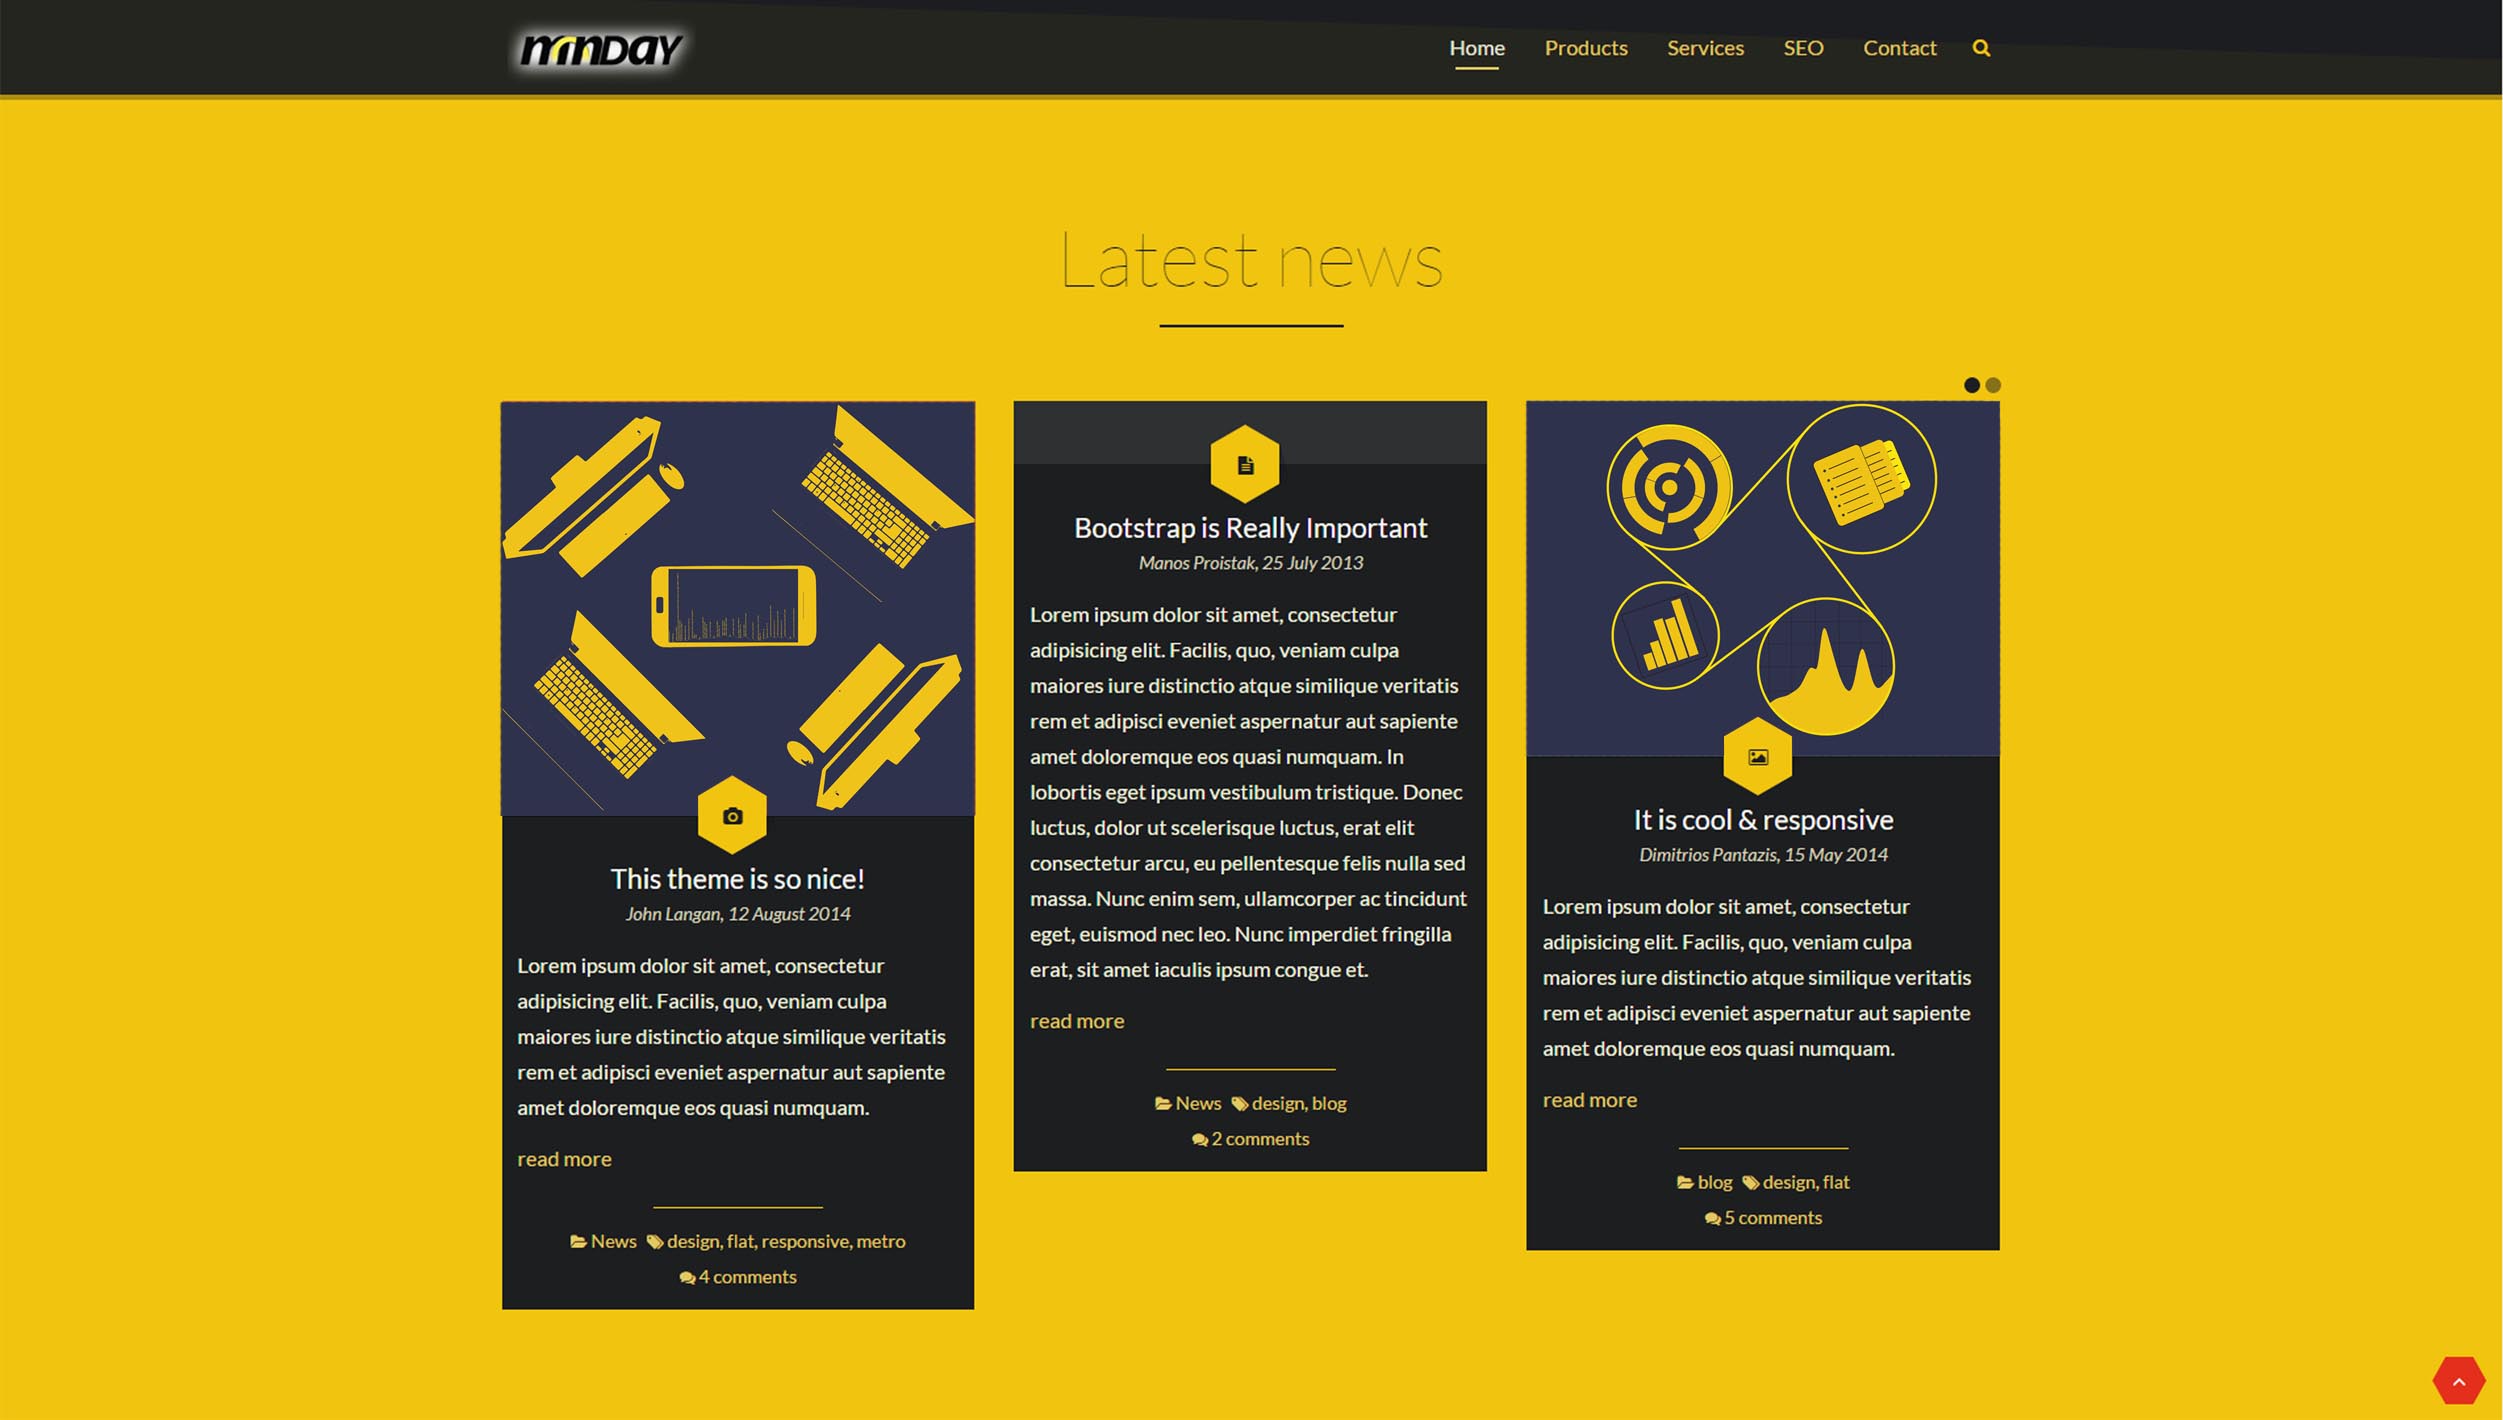 mnDay
Home Products Services SEO Contact
Latest news
This theme is so nice!
John Langan, 12 August 2014
Lorem ipsum dolor sit amet, consectetur
adipisicing elit. Facilis, quo, veniam culpa
maiores iure distinctio atque similique veritatis
rem et adipisci eveniet aspernatur aut sapiente
amet doloremque eos quasi numquam.
read more
News design, flat, responsive, metro
4 comments
Bootstrap is Really Important
Manos Proistak, 25 July 2013
Lorem ipsum dolor sit amet, consectetur
adipisicing elit. Facilis, quo, veniam culpa
maiores iure distinctio atque similique veritatis
rem et adipisci eveniet aspernatur aut sapiente
amet doloremque eos quasi numquam. In
lobortis eget ipsum vestibulum tristique. Donec
luctus, dolor ut scelerisque luctus, erat elit
consectetur arcu, eu pellentesque felis nulla sed
massa. Nunc enim sem, ullamcorper ac tincidunt
eget, euismod nec leo. Nunc imperdiet fringilla
erat, sit amet iaculis ipsum congue et.
read more
News design, blog
2 comments
It is cool & responsive
Dimitrios Pantazis, 15 May 2014
Lorem ipsum dolor sit amet, consectetur
adipisicing elit. Facilis, quo, veniam culpa
maiores iure distinctio atque similique veritatis
rem et adipisci eveniet aspernatur aut sapiente
amet doloremque eos quasi numquam.
read more
blog design, flat
5 comments